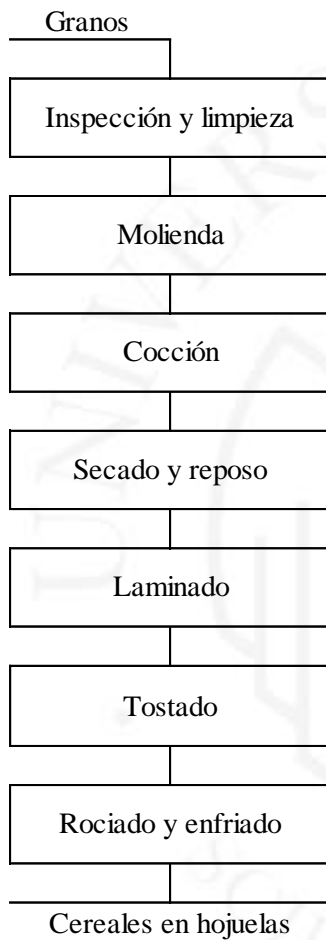 Granos
Inspección y limpieza
Molienda
Cocción
Secado y reposo
Laminado
Tostado
Rociado y enfriado
Cereales en hojuelas